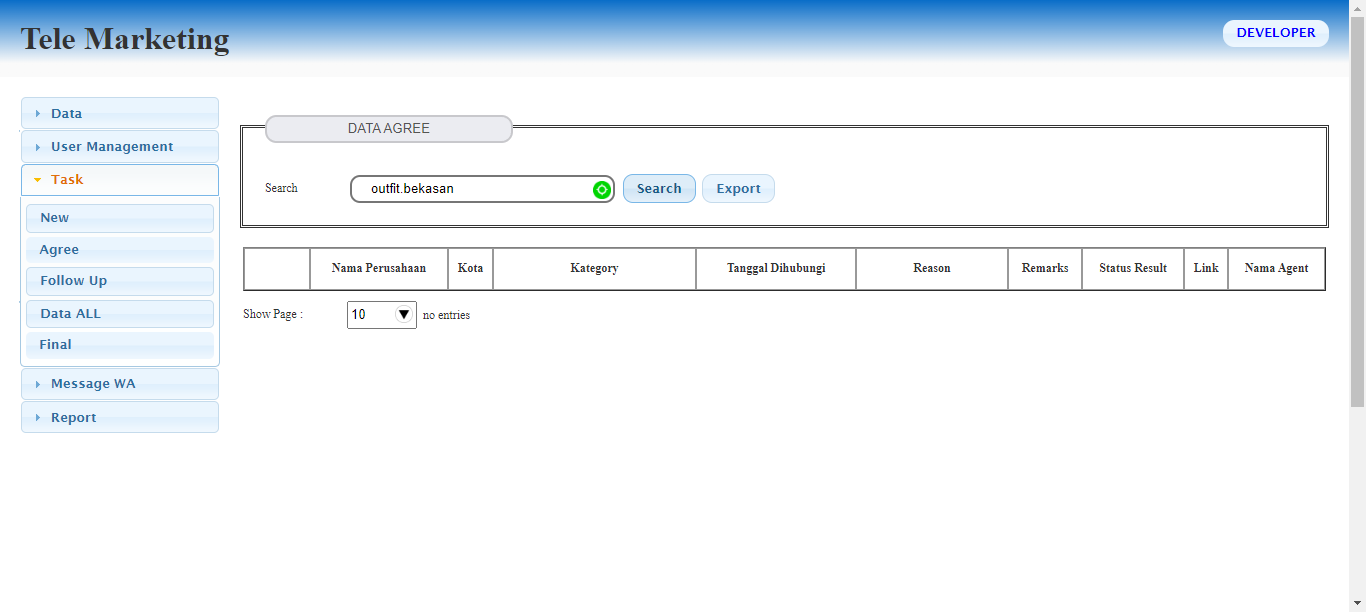 Tele Marketing
DEVELOPER
Data
User Management
Task
New
Agree
Follow Up
Data ALL
Final
Message WA
Report
DATA AGREE
Search outfit.bekasan Search Export
Nama Perusahaan Kota Kategory Tanggal Dihubungi Reason Remarks Status Result Link Nama Agent
Show Page : 10 no entries